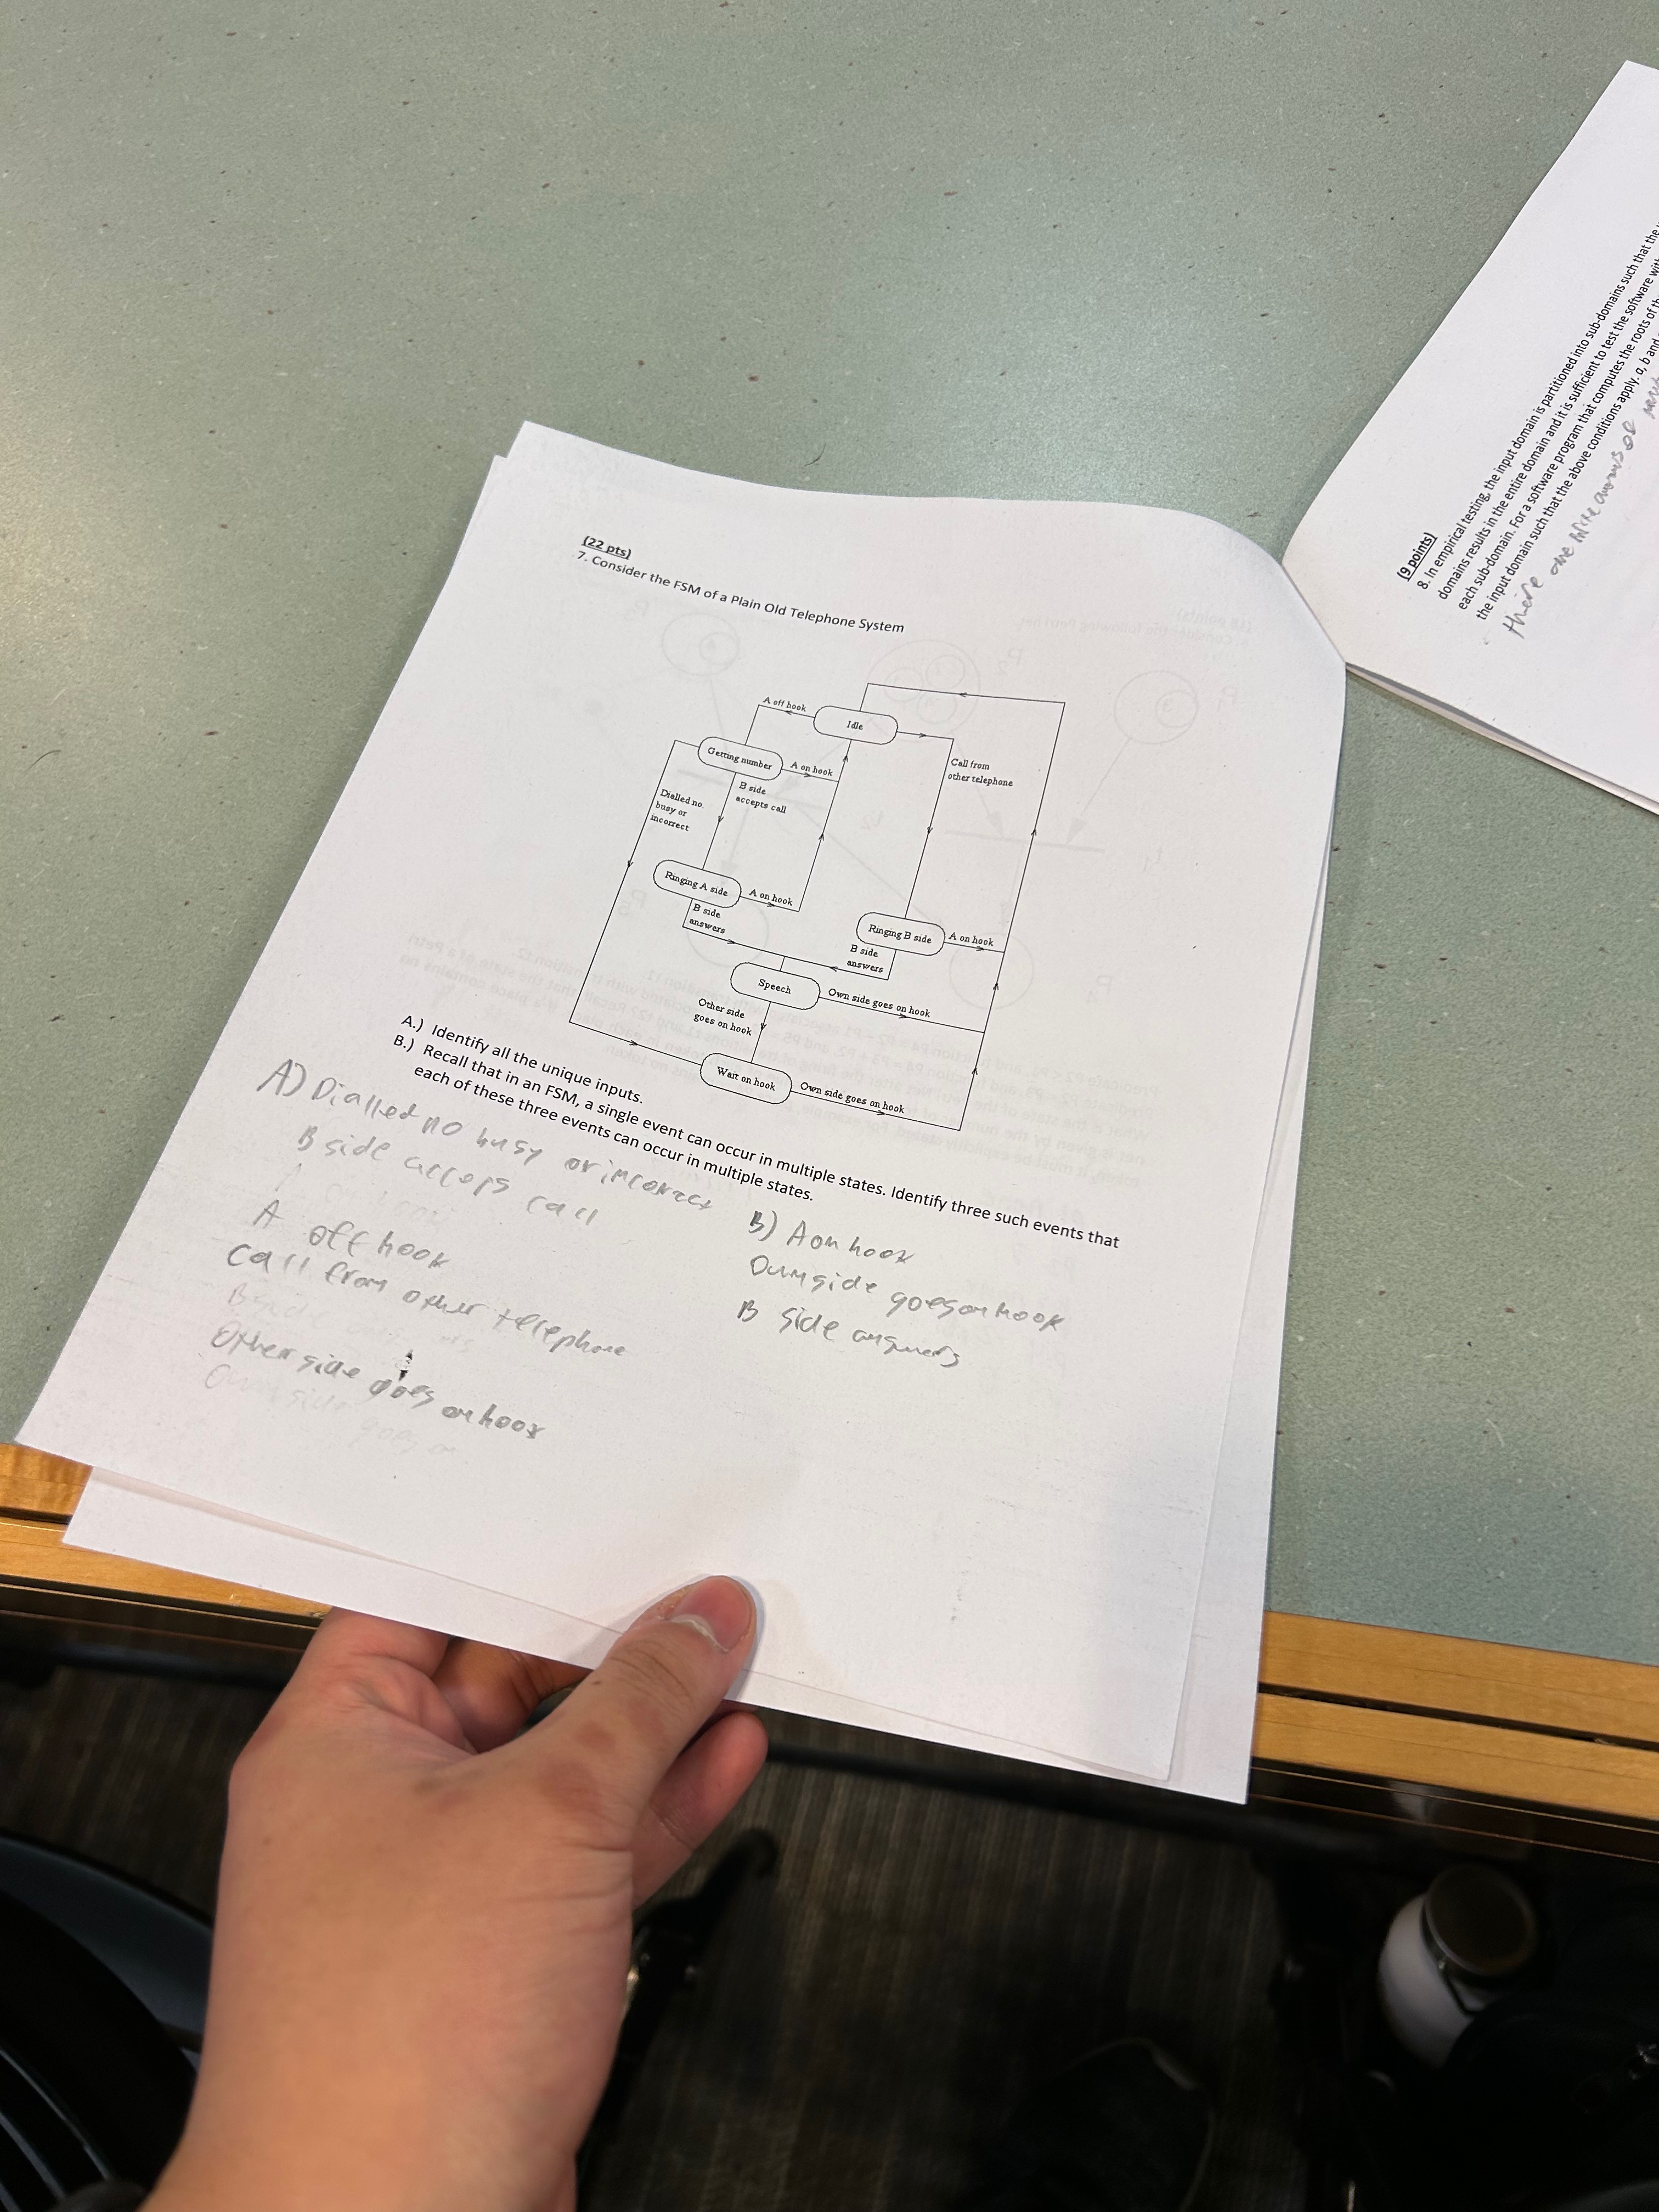 (22 pts)
7. Consider the FSM of a Plain Old Telephone System
A off hook
Idle
Getting number
A on hook
Call from
other telephone
B side
accepts call
Dialled no.
busy or
incorrect
Ringing A side
A on hook
B side
answers
Ringing B side
A on hook
B side
answers
Speech
Own side goes on hook
Other side
goes on hook
Wait on hook
Own side goes on hook
A.) Identify all the unique inputs.
B.) Recall that in an FSM, a single event can occur in multiple states. Identify three such events that
each of these three events can occur in multiple states.
A) Dialled no busy or incorrect
B side acceps call
A off hook
Call from other telephone
Other side goes on hook
B) A on hook
Own side goes on hook
B side answers
(9 points)
8. In empirical testing, the input domain is partitioned into sub-domains such that the
domains results in the entire domain and it is sufficient to test the software with
each sub-domain. For a software program that computes the roots of
the input domain such that the above conditions apply, a, b and
there are